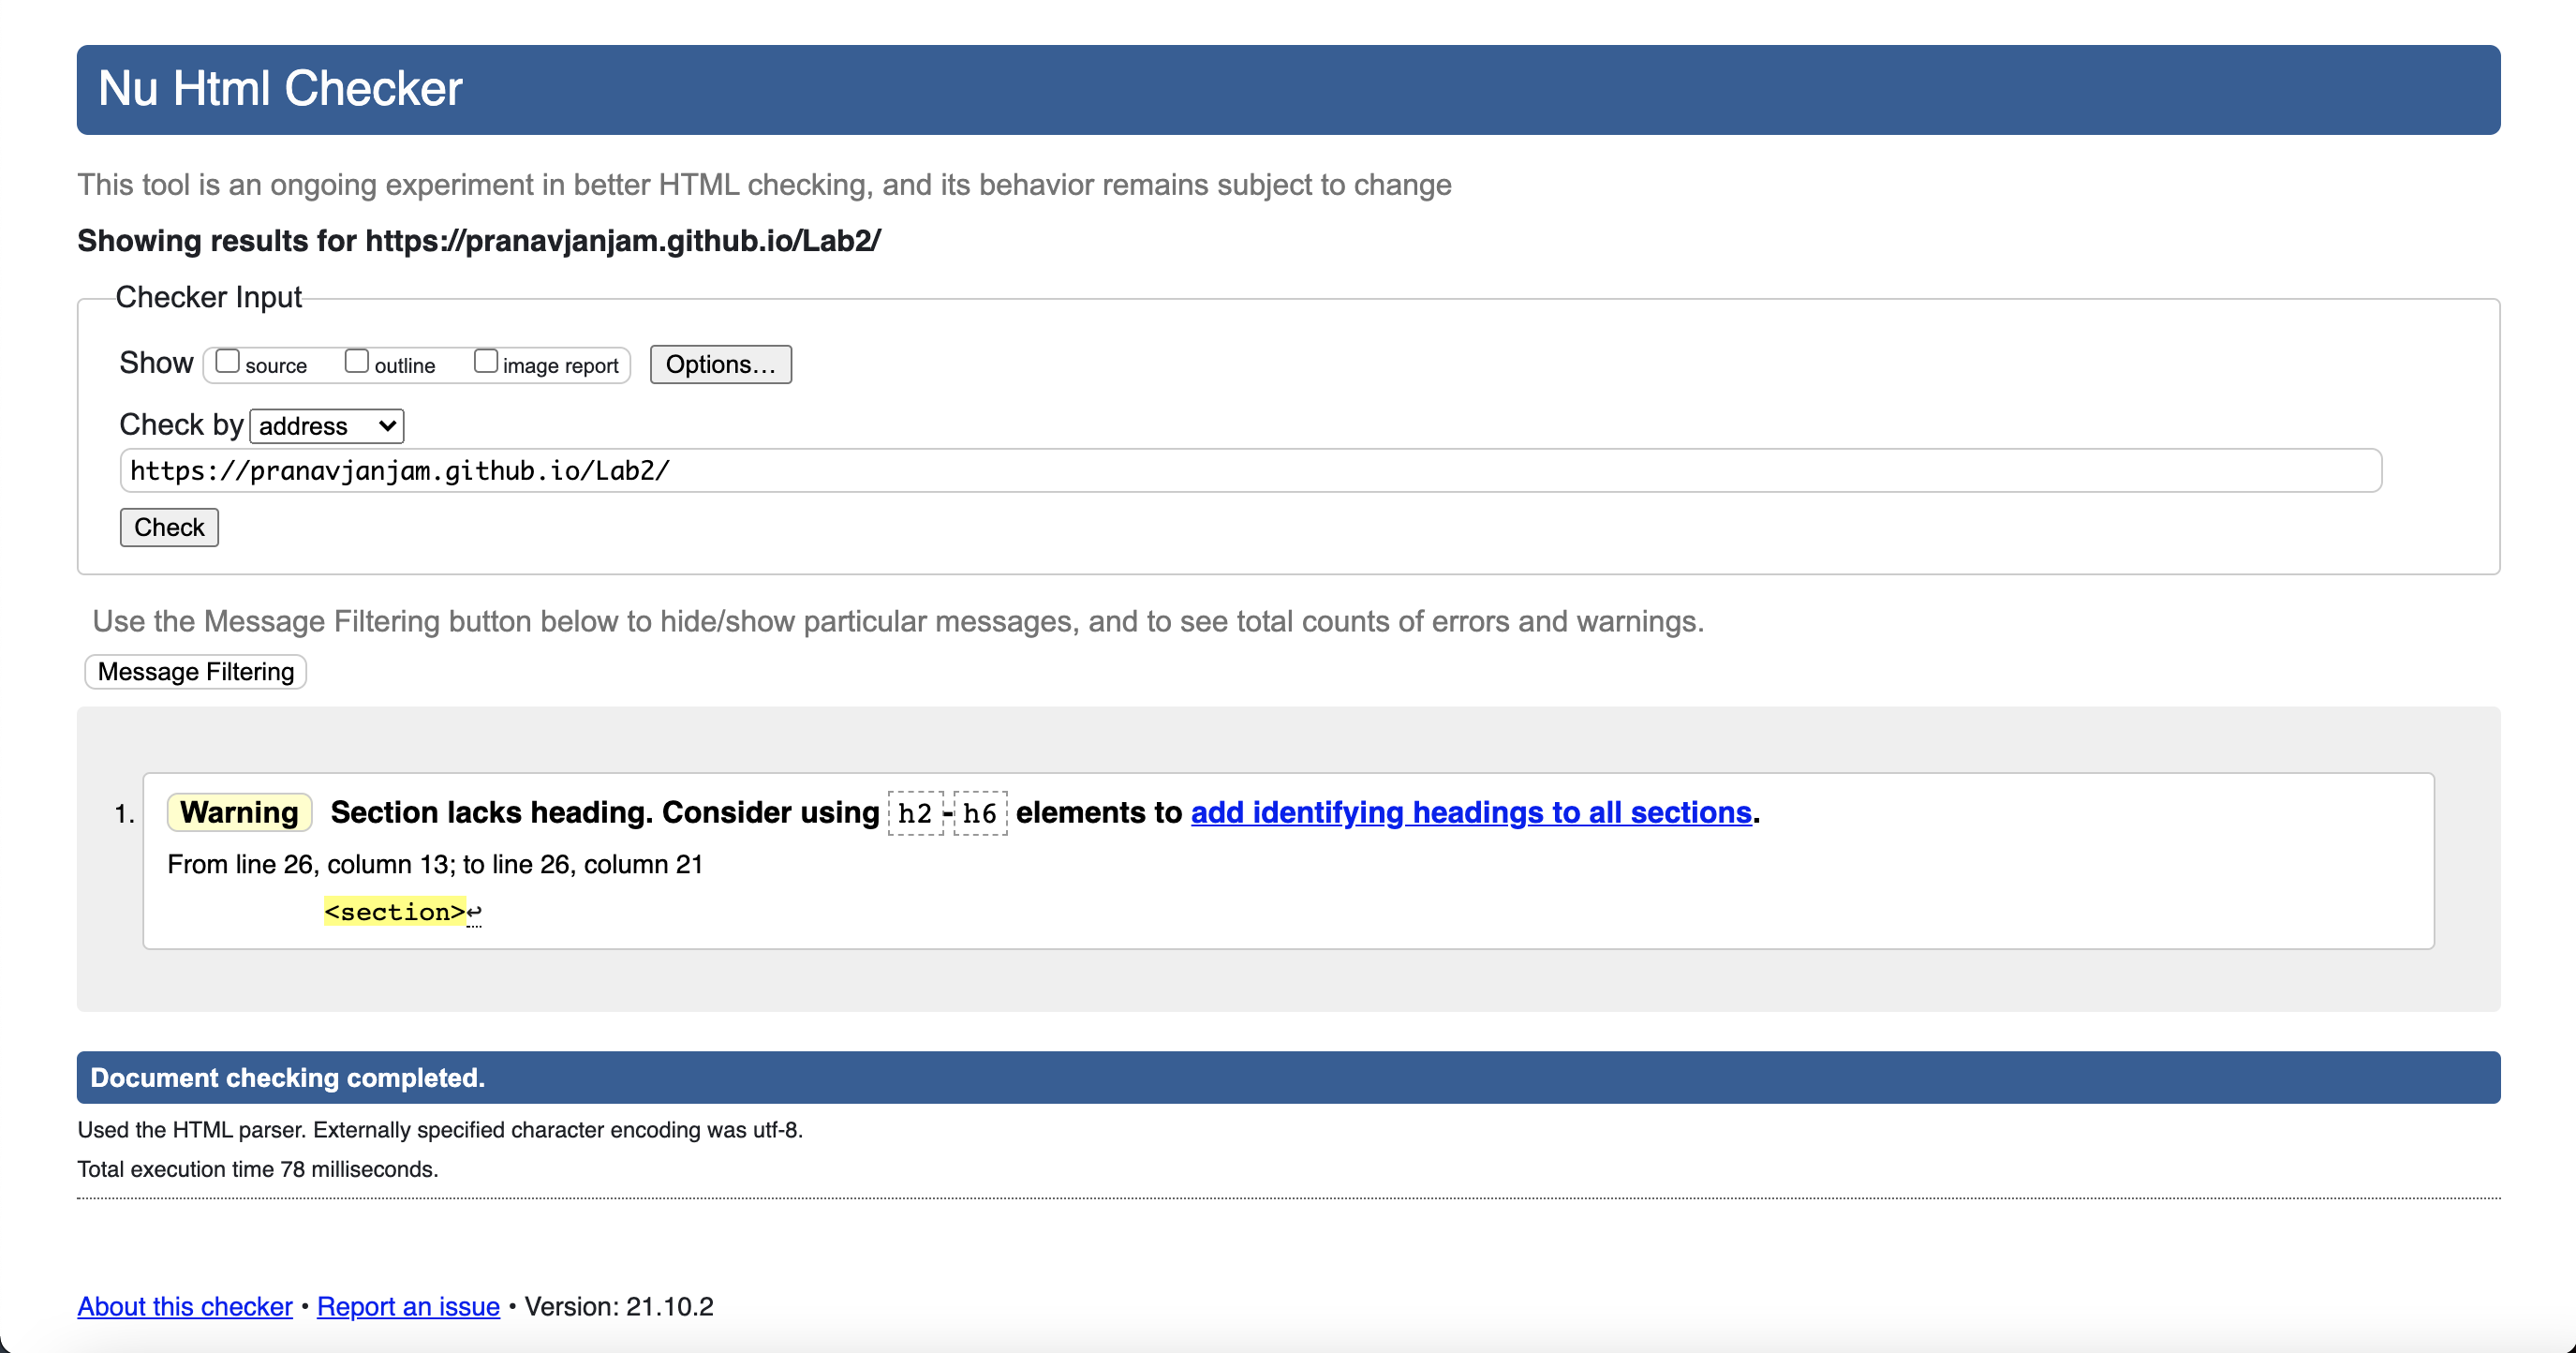 Nu Html Checker
This tool is an ongoing experiment in better HTML checking, and its behavior remains subject to change
Showing results for https://pranavjanjam.github.io/Lab2/
Checker Input
Show source outline image report Options...
Check by address
https://pranavjanjam.github.io/Lab2/
Check
Use the Message Filtering button below to hide/show particular messages, and to see total counts of errors and warnings.
Message Filtering
1. Warning Section lacks heading. Consider using h2-h6 elements to add identifying headings to all sections.
From line 26, column 13; to line 26, column 21
<section>↩
Document checking completed.
Used the HTML parser. Externally specified character encoding was utf-8.
Total execution time 78 milliseconds.
About this checker • Report an issue • Version: 21.10.2